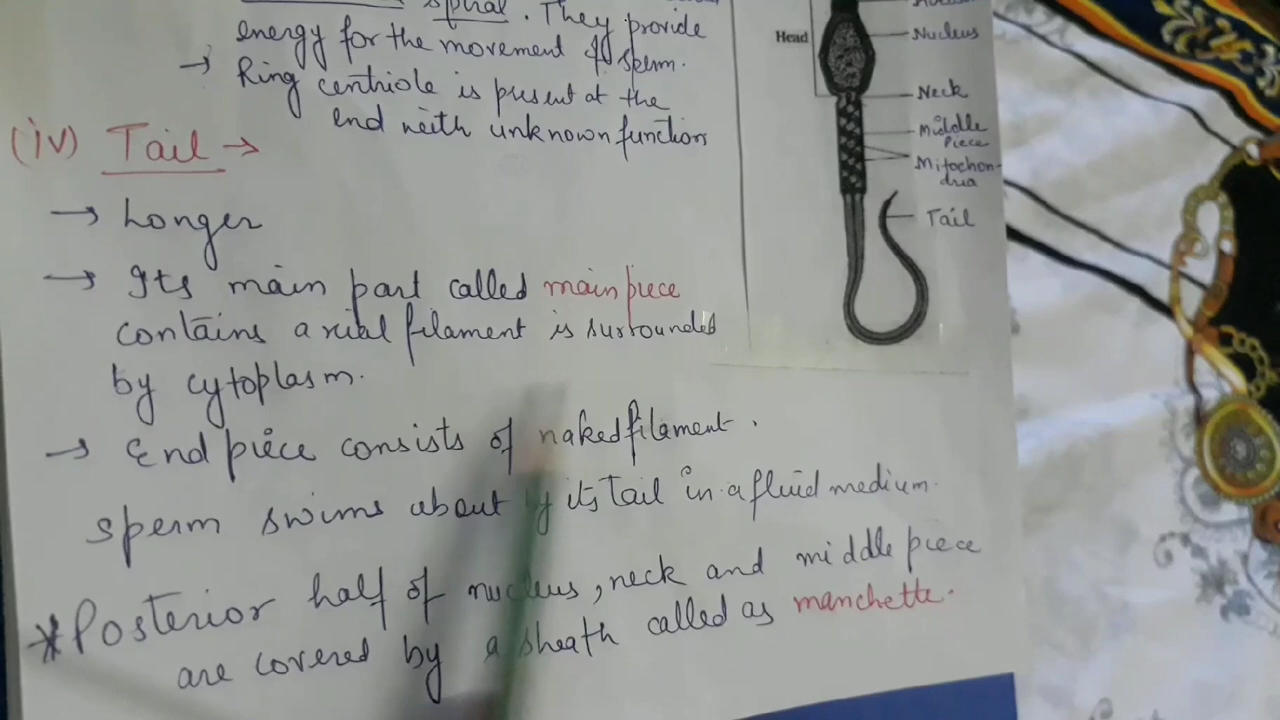 spiral. They provide
energy for the movement of sperm.
→ Ring centriole is present at the
end with unknown function
(iv) Tail →
→ Longer
→ Its main part called main piece
contains axial filament is surrounded
by cytoplasm.
→ End piece consists of naked filament.
sperm swims about by its tail in a fluid medium.
*Posterior half of nucleus, neck and middle piece
are covered by a sheath called as manchette.
Head
Nucleus
Neck
Middle
Piece
Mitochon-
dria
Tail